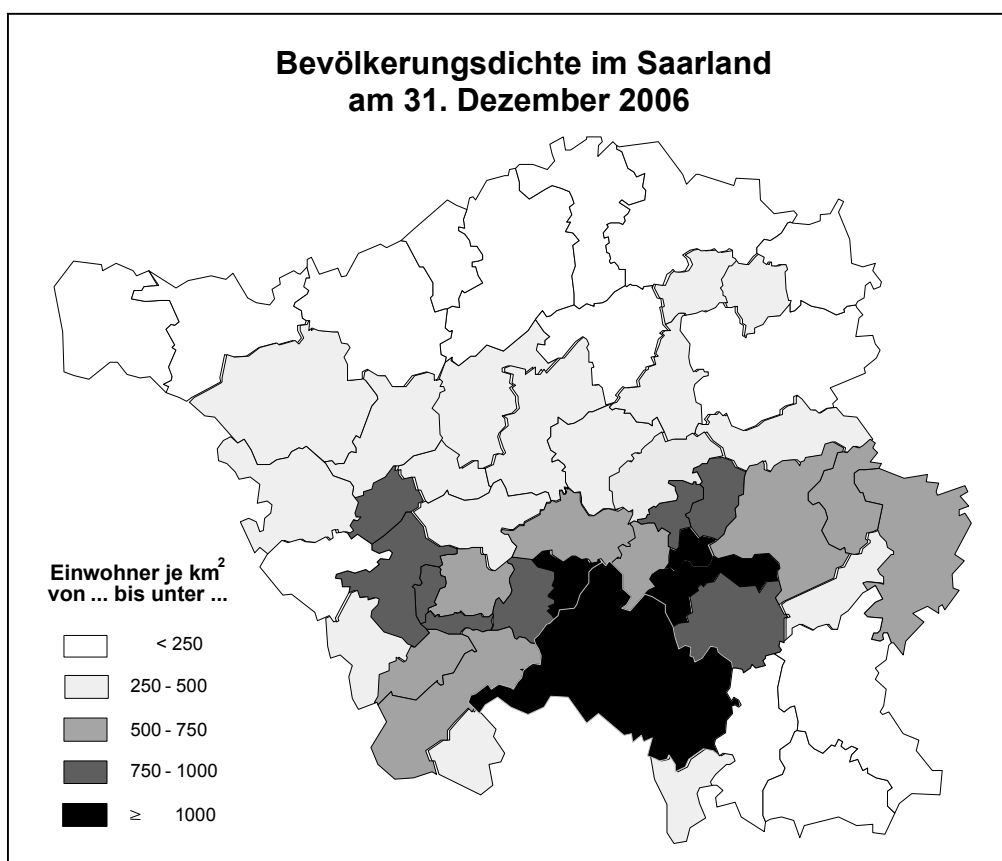 Bevölkerungsdichte im Saarland
am 31. Dezember 2006
Einwohner je km²
von ... bis unter ...
< 250
250 - 500
500 - 750
750 - 1000
≥ 1000